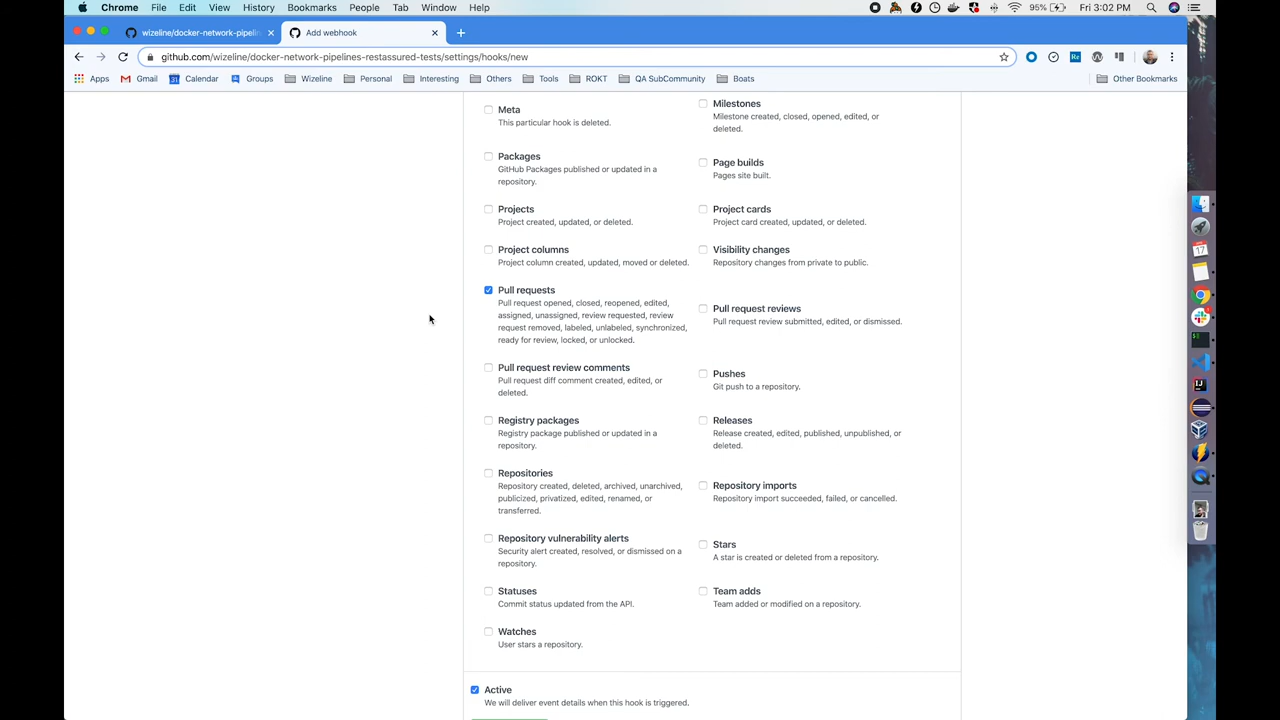 Chrome File Edit View History Bookmarks People Tab Window Help 95% Fri 3:02 PM
wizeline/docker-network-pipelin × Add webhook × +
github.com/wizeline/docker-network-pipelines-restassured-tests/settings/hooks/new
Apps Gmail Calendar Groups Wizeline Personal Interesting Others Tools ROKT QA SubCommunity Boats Other Bookmarks
Meta
This particular hook is deleted.
Milestones
Milestone created, closed, opened, edited, or
deleted.
Packages
GitHub Packages published or updated in a
repository.
Page builds
Pages site built.
Projects
Project created, updated, or deleted.
Project cards
Project card created, updated, or deleted.
Project columns
Project column created, updated, moved or deleted.
Visibility changes
Repository changes from private to public.
Pull requests
Pull request opened, closed, reopened, edited,
assigned, unassigned, review requested, review
request removed, labeled, unlabeled, synchronized,
ready for review, locked, or unlocked.
Pull request reviews
Pull request review submitted, edited, or dismissed.
Pull request review comments
Pull request diff comment created, edited, or
deleted.
Pushes
Git push to a repository.
Registry packages
Registry package published or updated in a
repository.
Releases
Release created, edited, published, unpublished, or
deleted.
Repositories
Repository created, deleted, archived, unarchived,
publicized, privatized, edited, renamed, or
transferred.
Repository imports
Repository import succeeded, failed, or cancelled.
Repository vulnerability alerts
Security alert created, resolved, or dismissed on a
repository.
Stars
A star is created or deleted from a repository.
Statuses
Commit status updated from the API.
Team adds
Team added or modified on a repository.
Watches
User stars a repository.
Active
We will deliver event details when this hook is triggered.